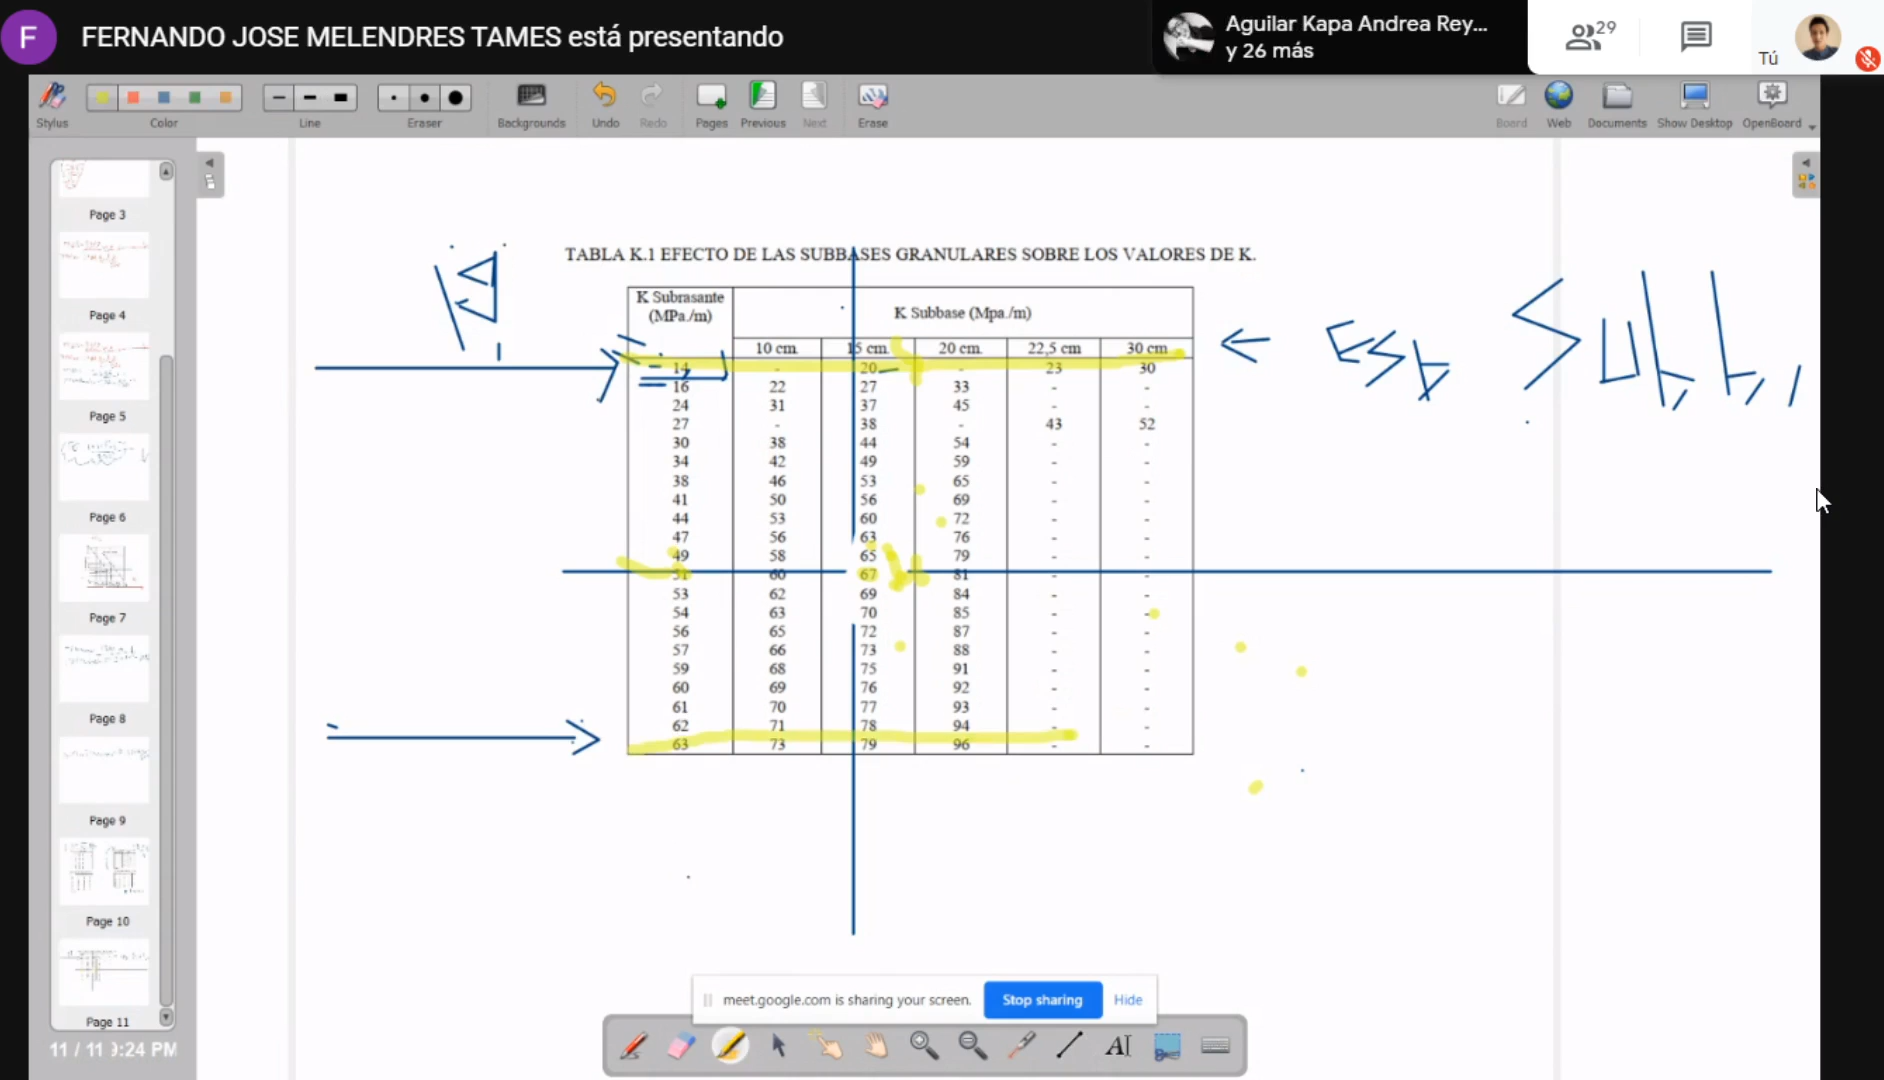 F
FERNANDO JOSE MELENDRES TAMES está presentando
Aguilar Kapa Andrea Rey...
y 26 más
29
Tú
Stylus
Color
Line
Eraser
Backgrounds
Undo
Redo
Pages
Previous
Next
Erase
Board
Web
Documents
Show Desktop
OpenBoard
Page 3
Page 4
Page 5
Page 6
Page 7
Page 8
Page 9
Page 10
Page 11
11 / 11 9:24 PM
TABLA K.1 EFECTO DE LAS SUBBASES GRANULARES SOBRE LOS VALORES DE K.
K Subrasante (MPa./m) K Subbase (Mpa./m)
10 cm. 15 cm. 20 cm. 22,5 cm 30 cm
14 - 20 - 23 30
16 22 27 33 - -
24 31 37 45 - -
27 - 38 - 43 52
30 38 44 54 - -
34 42 49 59 - -
38 46 53 65 - -
41 50 56 69 - -
44 53 60 72 - -
47 56 63 76 - -
49 58 65 79 - -
51 60 67 81 - -
53 62 69 84 - -
54 63 70 85 - -
56 65 72 87 - -
57 66 73 88 - -
59 68 75 91 - -
60 69 76 92 - -
61 70 77 93 - -
62 71 78 94 - -
63 73 79 96 - -
meet.google.com is sharing your screen.
Stop sharing
Hide